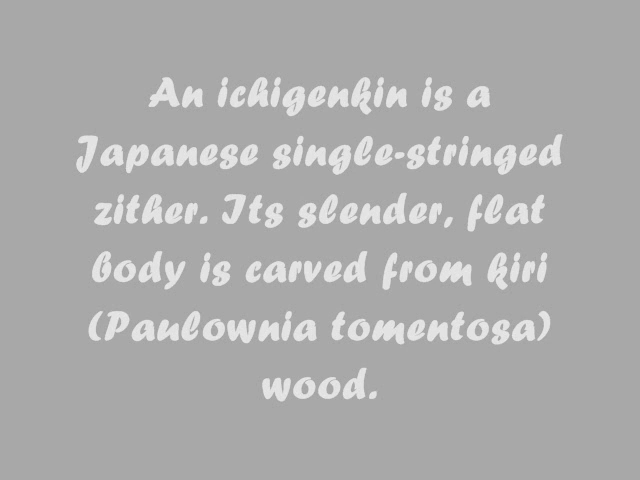 An ichigenkin is a
Japanese single-stringed
zither. Its slender, flat
body is carved from kiri
(Paulownia tomentosa)
wood.